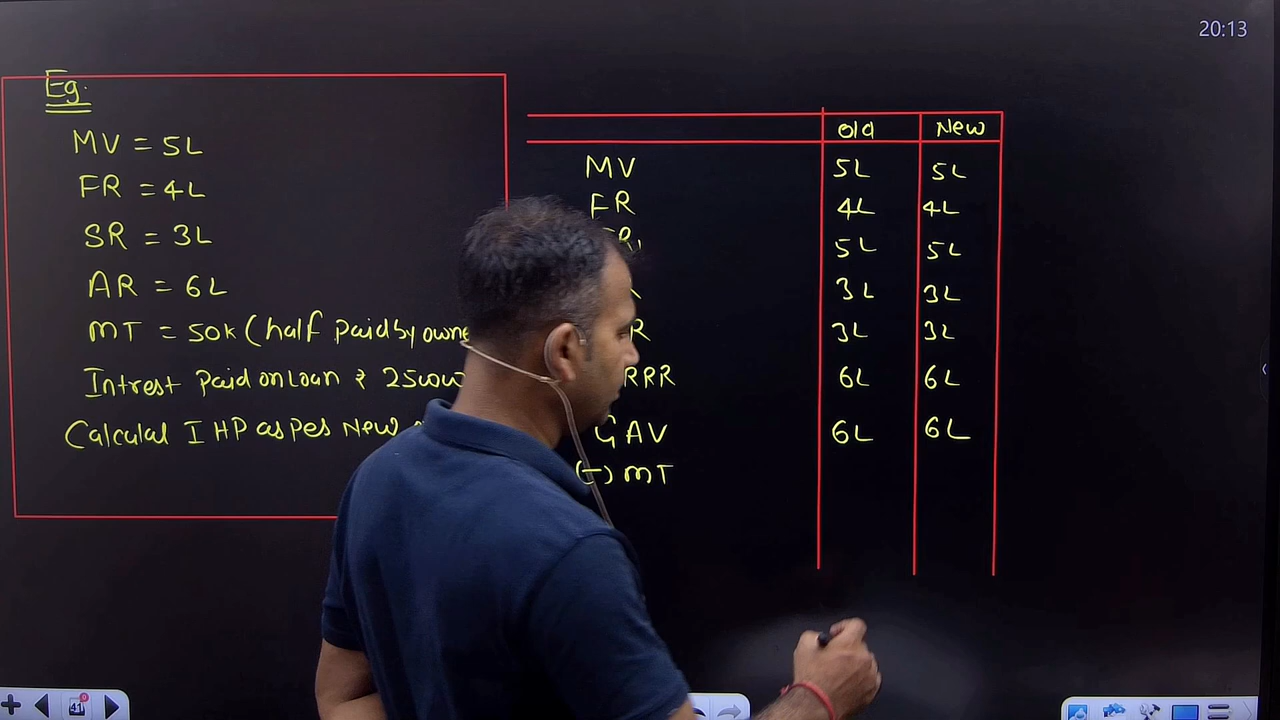 20:13
Eg.
MV = 5L
FR = 4L
SR = 3L
AR = 6L
MT = 50K (half paid by owne
Intrest paid on loan ₹
Calculal IHP as Per New
Old New
MV 5L 5L
FR 4L 4L
5L 5L
3L 3L
R 3L 3L
RRR 6L 6L
GAV 6L 6L
(-) MT
41